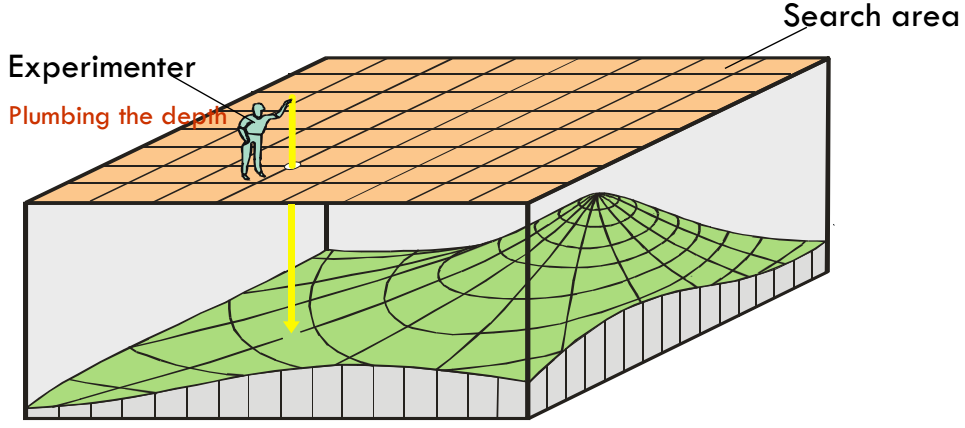 Search area
Experimenter
Plumbing the depth